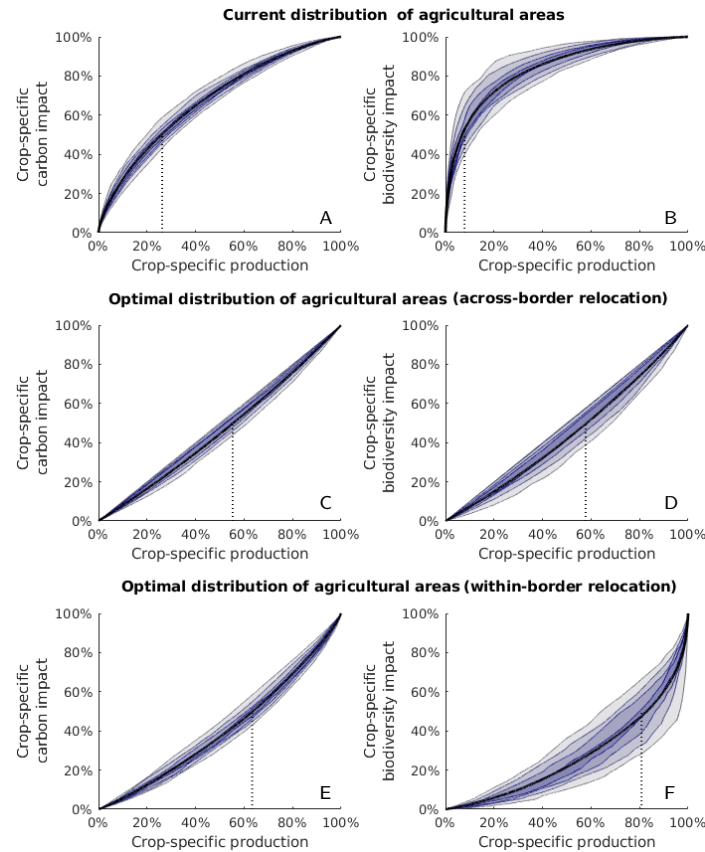 Current distribution of agricultural areas
100%
80%
60%
40%
20%
0%
Crop-specific
carbon impact
A
0% 20% 40% 60% 80% 100%
Crop-specific production
100%
80%
60%
40%
20%
0%
Crop-specific
biodiversity impact
B
0% 20% 40% 60% 80% 100%
Crop-specific production
Optimal distribution of agricultural areas (across-border relocation)
100%
80%
60%
40%
20%
0%
Crop-specific
carbon impact
C
0% 20% 40% 60% 80% 100%
Crop-specific production
100%
80%
60%
40%
20%
0%
Crop-specific
biodiversity impact
D
0% 20% 40% 60% 80% 100%
Crop-specific production
Optimal distribution of agricultural areas (within-border relocation)
100%
80%
60%
40%
20%
0%
Crop-specific
carbon impact
E
0% 20% 40% 60% 80% 100%
Crop-specific production
100%
80%
60%
40%
20%
0%
Crop-specific
biodiversity impact
F
0% 20% 40% 60% 80% 100%
Crop-specific production